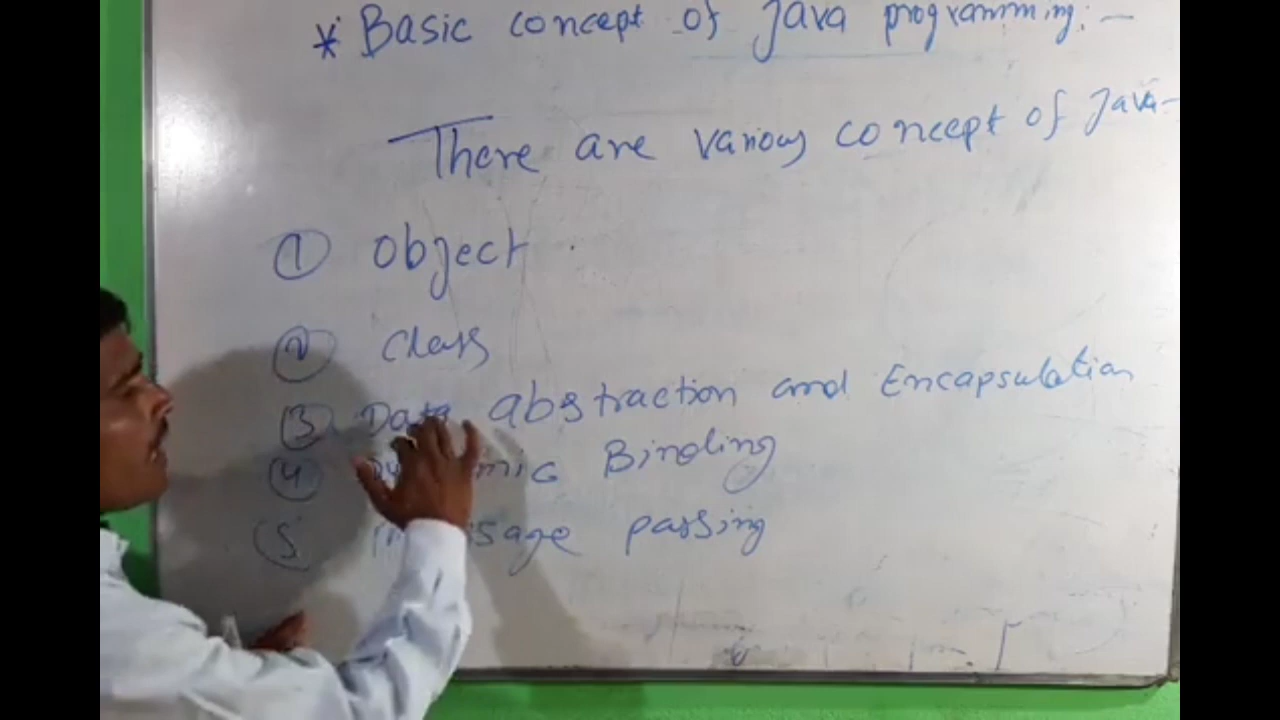 * Basic concept of Java programming:-
There are various concept of Java-
① Object
② Class
③ Data abstraction and Encapsulation
④ Binding
⑤ passing